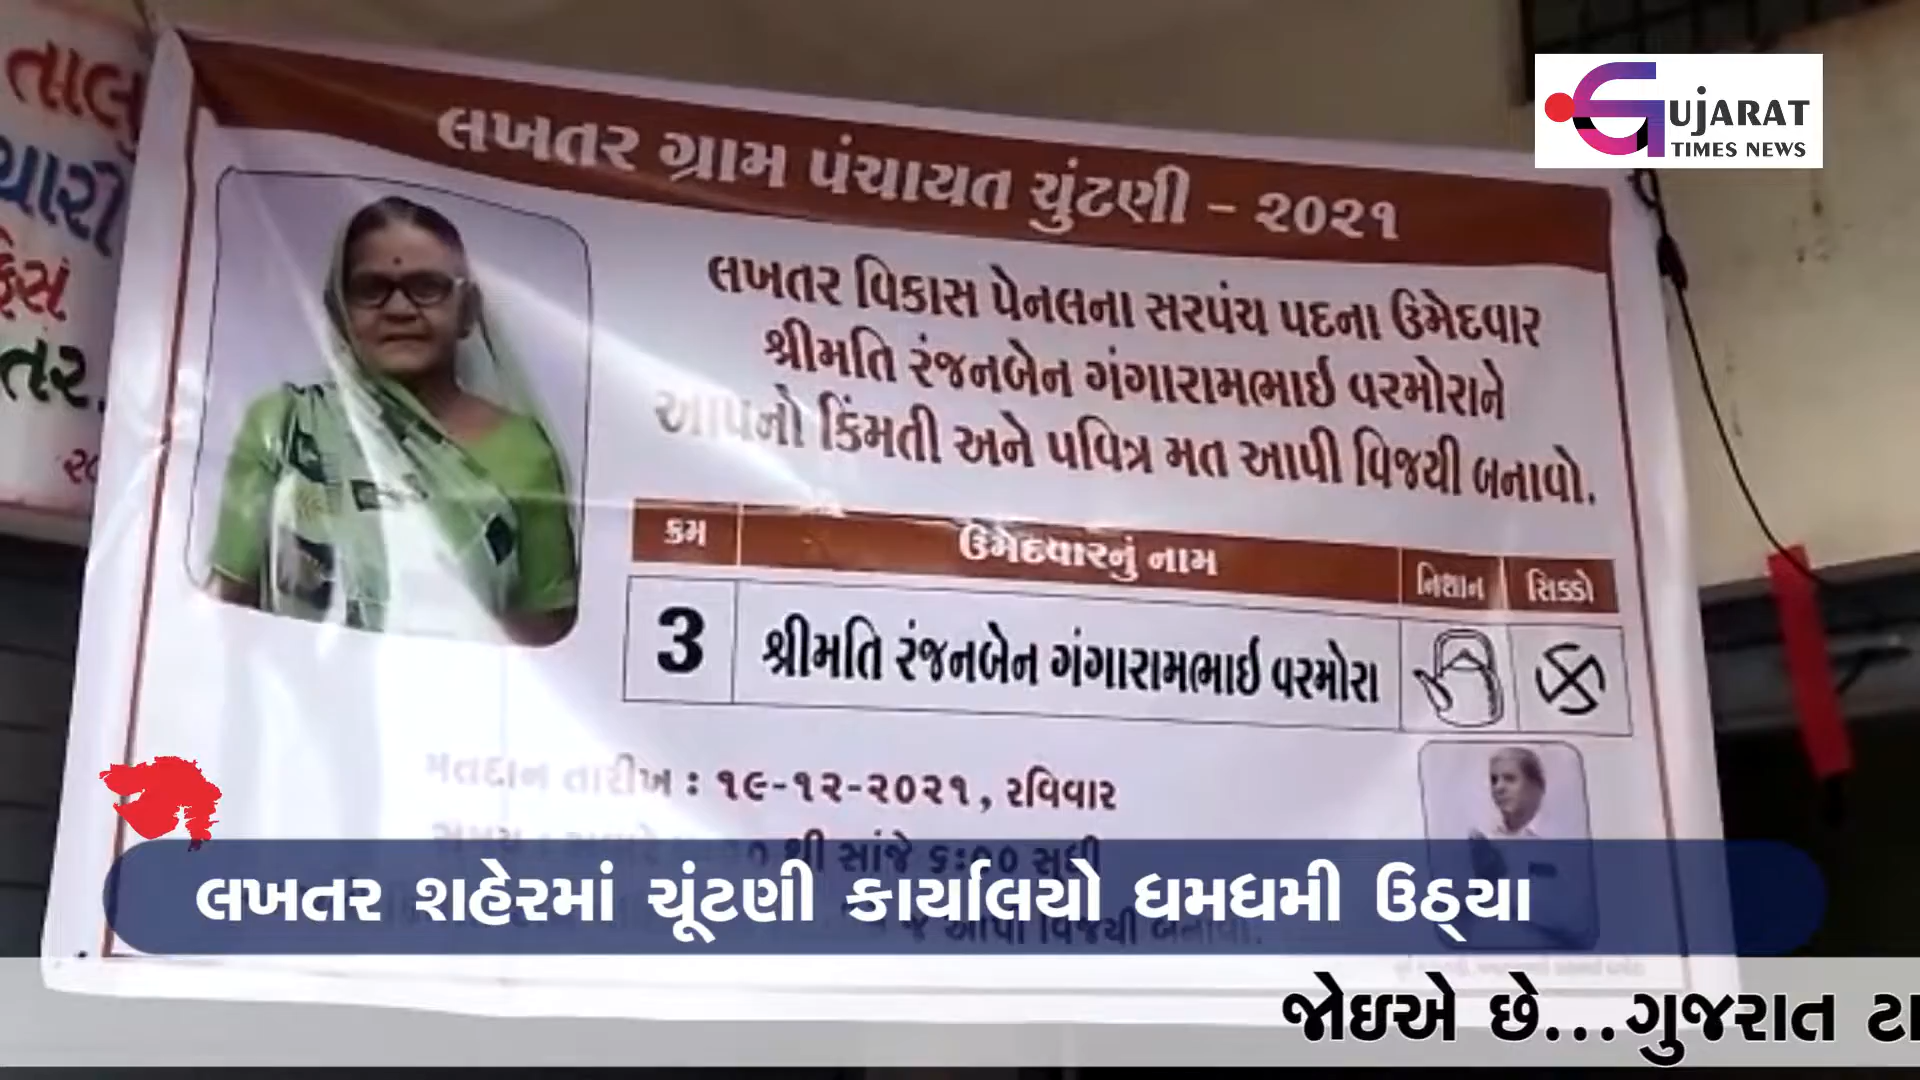 GUJARAT
TIMES NEWS
લખતર ગ્રામ પંચાયત ચુંટણી - ૨૦૨૧
લખતર વિકાસ પેનલના સરપંચ પદના ઉમેદવાર
શ્રીમતિ રંજનબેન ગંગારામભાઇ વરમોરાને
આપનો કિંમતી અને પવિત્ર મત આપી વિજયી બનાવો.
ક્રમ ઉમેદવારનું નામ નિશાન સિક્કો
3 શ્રીમતિ રંજનબેન ગંગારામભાઇ વરમોરા
મતદાન તારીખ : ૧૯-૧૨-૨૦૨૧, રવિવાર
થી સાંજે ૬:૦૦ સુધી
લખતર શહેરમાં ચૂંટણી કાર્યાલયો ધમધમી ઉઠ્યા
જોઇએ છે...ગુજરાત ટા